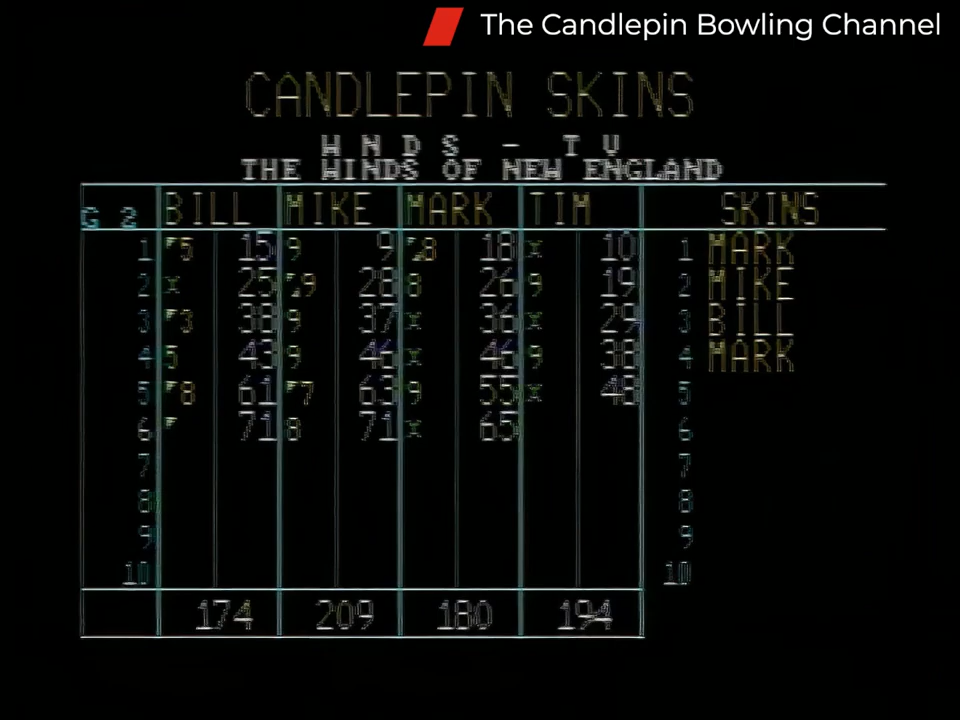 The Candlepin Bowling Channel
CANDLEPIN SKINS
W N D S - T V
THE WINDS OF NEW ENGLAND
G 2 BILL MIKE MARK TIM SKINS
1 5 15 9 9 8 18 X 10 1 MARK
2 X 25 9 28 8 26 9 19 2 MIKE
3 3 38 9 37 X 36 X 29 3 BILL
4 5 43 9 46 X 46 9 38 4 MARK
5 8 61 7 63 9 55 X 48 5
6 71 8 71 X 65 6
7 7
8 8
9 9
10 10
174 209 180 194